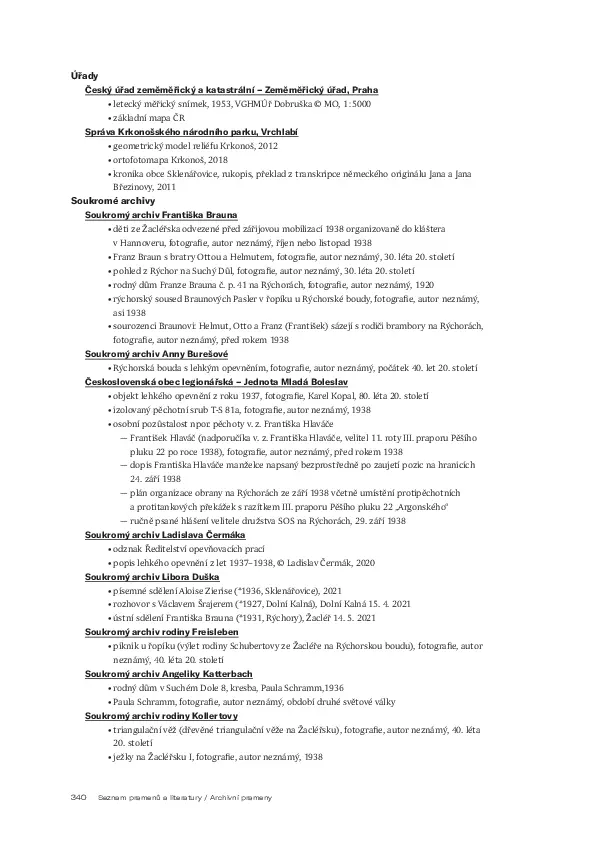 Úřady
Český úřad zeměměřický a katastrální – Zeměměřický úřad, Praha
• letecký měřický snímek, 1953, VGHMÚř Dobruška © MO, 1 : 5000
• základní mapa ČR
Správa Krkonošského národního parku, Vrchlabí
• geometrický model reliéfu Krkonoš, 2012
• ortofotomapa Krkonoš, 2018
• kronika obce Sklenářovice, rukopis, překlad z transkripce německého originálu Jana a Jana
Březinovy, 2011
Soukromé archivy
Soukromý archiv Františka Brauna
• děti ze Žacléřska odvezené před zářijovou mobilizací 1938 organizovaně do kláštera
v Hannoveru, fotografie, autor neznámý, říjen nebo listopad 1938
• Franz Braun s bratry Ottou a Helmutem, fotografie, autor neznámý, 30. léta 20. století
• pohled z Rýchor na Suchý Důl, fotografie, autor neznámý, 30. léta 20. století
• rodný dům Franze Brauna č. p. 41 na Rýchorách, fotografie, autor neznámý, 1920
• rýchorský soused Braunových Pasler v řopíku u Rýchorské boudy, fotografie, autor neznámý,
asi 1938
• sourozenci Braunovi: Helmut, Otto a Franz (František) sázejí s rodiči brambory na Rýchorách,
fotografie, autor neznámý, před rokem 1938
Soukromý archiv Anny Burešové
• Rýchorská bouda s lehkým opevněním, fotografie, autor neznámý, počátek 40. let 20. století
Československá obec legionářská – Jednota Mladá Boleslav
• objekt lehkého opevnění z roku 1937, fotografie, Karel Kopal, 80. léta 20. století
• izolovaný pěchotní srub T-S 81a, fotografie, autor neznámý, 1938
• osobní pozůstalost npor. pěchoty v. z. Františka Hlaváče
— František Hlaváč (nadporučíka v. z. Františka Hlaváče, velitel 11. roty III. praporu Pěšího
pluku 22 po roce 1938), fotografie, autor neznámý, před rokem 1938
— dopis Františka Hlaváče manželce napsaný bezprostředně po zaujetí pozic na hranicích
24. září 1938
— plán organizace obrany na Rýchorách ze září 1938 včetně umístění protipěchotních
a protitankových překážek s razítkem III. praporu Pěšího pluku 22 „Argonského“
— ručně psané hlášení velitele družstva SOS na Rýchorách, 29. září 1938
Soukromý archiv Ladislava Čermáka
• odznak Ředitelství opevňovacích prací
• popis lehkého opevnění z let 1937–1938, © Ladislav Čermák, 2020
Soukromý archiv Libora Duška
• písemné sdělení Aloise Zierise (*1936, Sklenářovice), 2021
• rozhovor s Václavem Šrajerem (*1927, Dolní Kalná), Dolní Kalná 15. 4. 2021
• ústní sdělení Františka Brauna (*1931, Rýchory), Žacléř 14. 5. 2021
Soukromý archiv rodiny Freisleben
• piknik u řopíku (výlet rodiny Schubertovy ze Žacléře na Rýchorskou boudu), fotografie, autor
neznámý, 40. léta 20. století
Soukromý archiv Angeliky Katterbach
• rodný dům v Suchém Dole 8, kresba, Paula Schramm,1936
• Paula Schramm, fotografie, autor neznámý, období druhé světové války
Soukromý archiv rodiny Kollertovy
• triangulační věž (dřevěné triangulační věže na Žacléřsku), fotografie, autor neznámý, 40. léta
20. století
• ježky na Žacléřsku I, fotografie, autor neznámý, 1938
340 Seznam pramenů a literatury / Archivní prameny